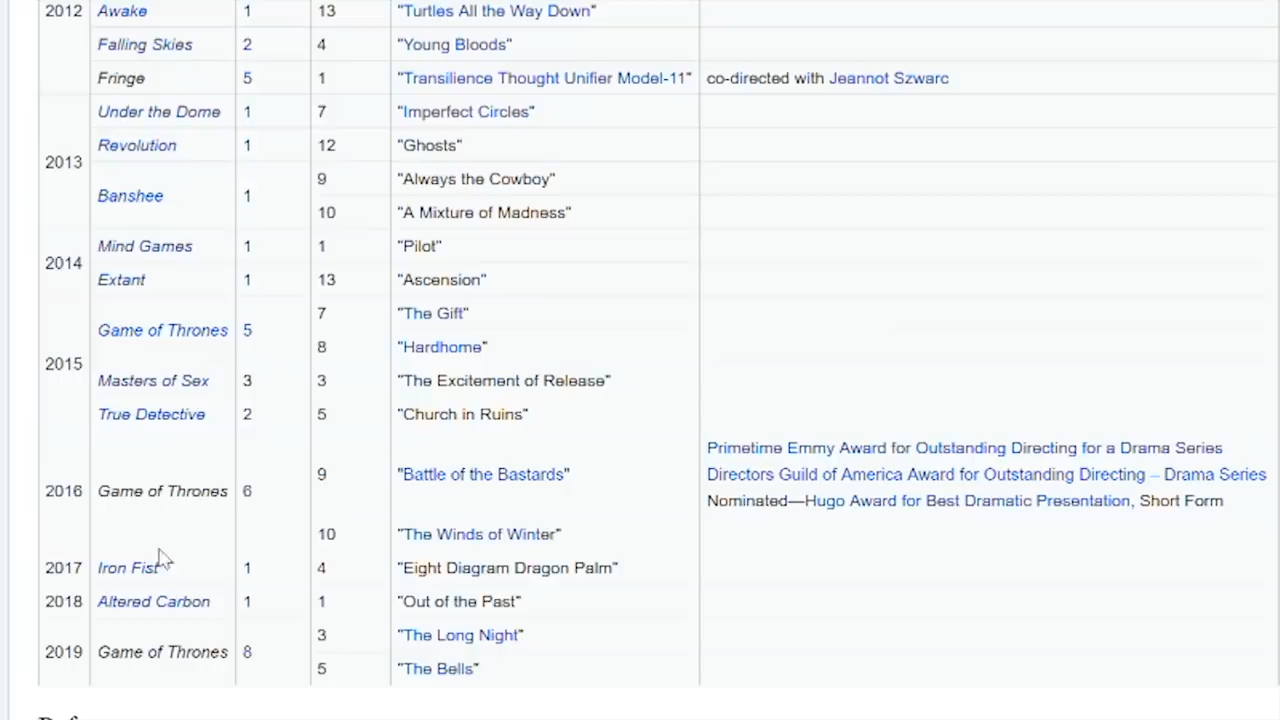 2012 Awake 1 13 "Turtles All the Way Down"
Falling Skies 2 4 "Young Bloods"
Fringe 5 1 "Transilience Thought Unifier Model-11" co-directed with Jeannot Szwarc
2013 Under the Dome 1 7 "Imperfect Circles"
Revolution 1 12 "Ghosts"
Banshee 1 9 "Always the Cowboy"
10 "A Mixture of Madness"
2014 Mind Games 1 1 "Pilot"
Extant 1 13 "Ascension"
2015 Game of Thrones 5 7 "The Gift"
8 "Hardhome"
Masters of Sex 3 3 "The Excitement of Release"
True Detective 2 5 "Church in Ruins"
2016 Game of Thrones 6 9 "Battle of the Bastards" Primetime Emmy Award for Outstanding Directing for a Drama Series
Directors Guild of America Award for Outstanding Directing – Drama Series
Nominated—Hugo Award for Best Dramatic Presentation, Short Form
10 "The Winds of Winter"
2017 Iron Fist 1 4 "Eight Diagram Dragon Palm"
2018 Altered Carbon 1 1 "Out of the Past"
2019 Game of Thrones 8 3 "The Long Night"
5 "The Bells"